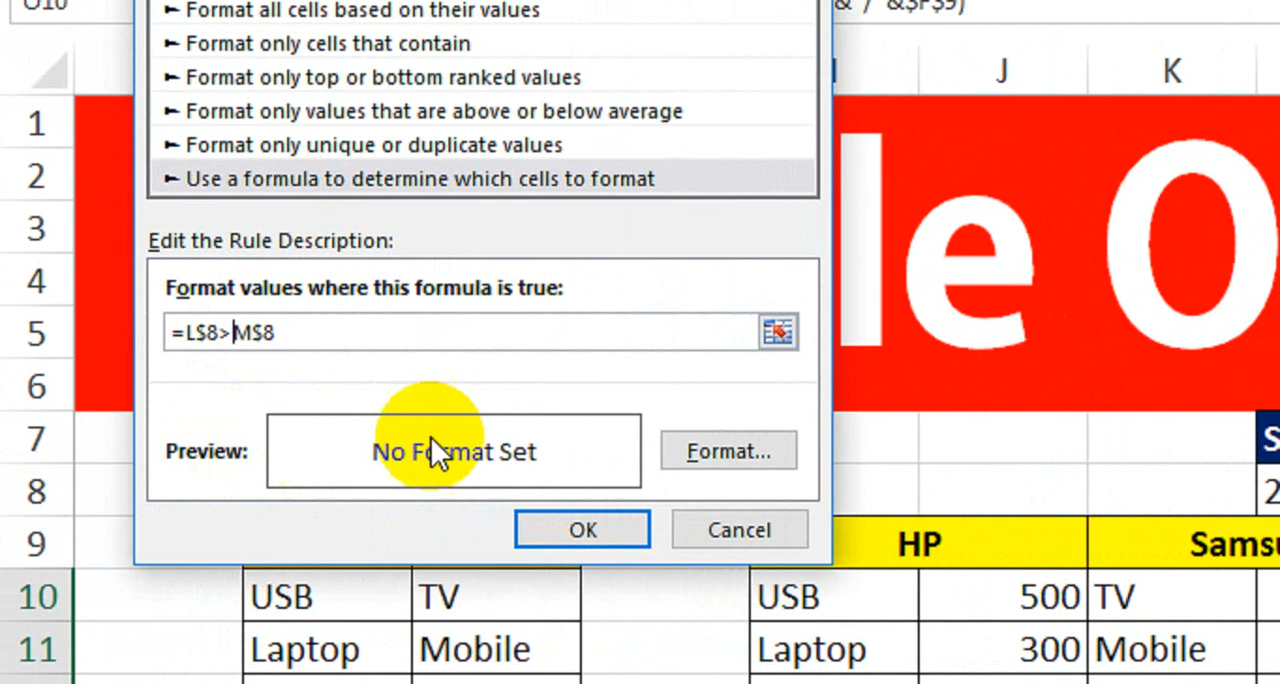 Format all cells based on their values
Format only cells that contain
Format only top or bottom ranked values
Format only values that are above or below average
Format only unique or duplicate values
Use a formula to determine which cells to format
Edit the Rule Description:
Format values where this formula is true:
=L$8>M$8
Preview:
No Format Set
Format...
OK
Cancel
J K
1
2
3
4
5
6
7
8
9
10
11
le O
S
2
HP Samsu
USB TV USB 500 TV
Laptop Mobile Laptop 300 Mobile